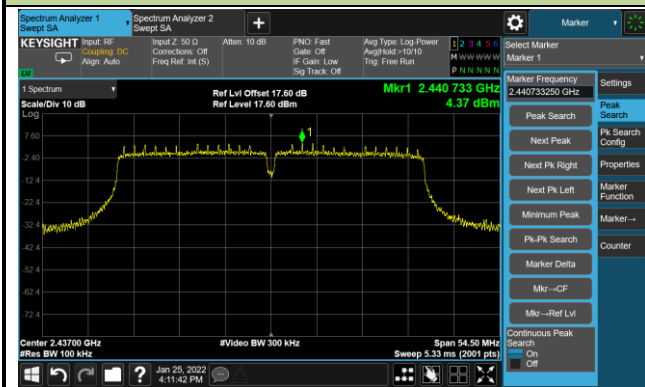 Spectrum Analyzer 1
Swept SA
Spectrum Analyzer 2
Swept SA
+
Marker
KEYSIGHT
Input: RF
Coupling: DC
Align: Auto
Input Z: 50 Ω
Corrections: Off
Freq Ref: Int (S)
Atten: 10 dB
PNO: Fast
Gate: Off
IF Gain: Low
Sig Track: Off
Avg Type: Log-Power
Avg|Hold:>10/10
Trig: Free Run
1 2 3 4 5 6
M W W W W W
P N N N N N
Select Marker
Marker 1
1 Spectrum
Scale/Div 10 dB
Log
Ref Lvl Offset 17.60 dB
Ref Level 17.60 dBm
Mkr1 2.440 733 GHz
4.37 dBm
7.60
-2.40
-12.4
-22.4
-32.4
-42.4
-52.4
-62.4
-72.4
1
Center 2.43700 GHz
#Res BW 100 kHz
#Video BW 300 kHz
Span 54.50 MHz
Sweep 5.33 ms (2001 pts)
Marker Frequency
2.440733250 GHz
Peak Search
Next Peak
Next Pk Right
Next Pk Left
Minimum Peak
Pk-Pk Search
Marker Delta
Mkr→CF
Mkr→Ref Lvl
Continuous Peak
Search
On
Off
Settings
Peak
Search
Pk Search
Config
Properties
Marker
Function
Marker→
Counter
?
Jan 25, 2022
4:11:42 PM